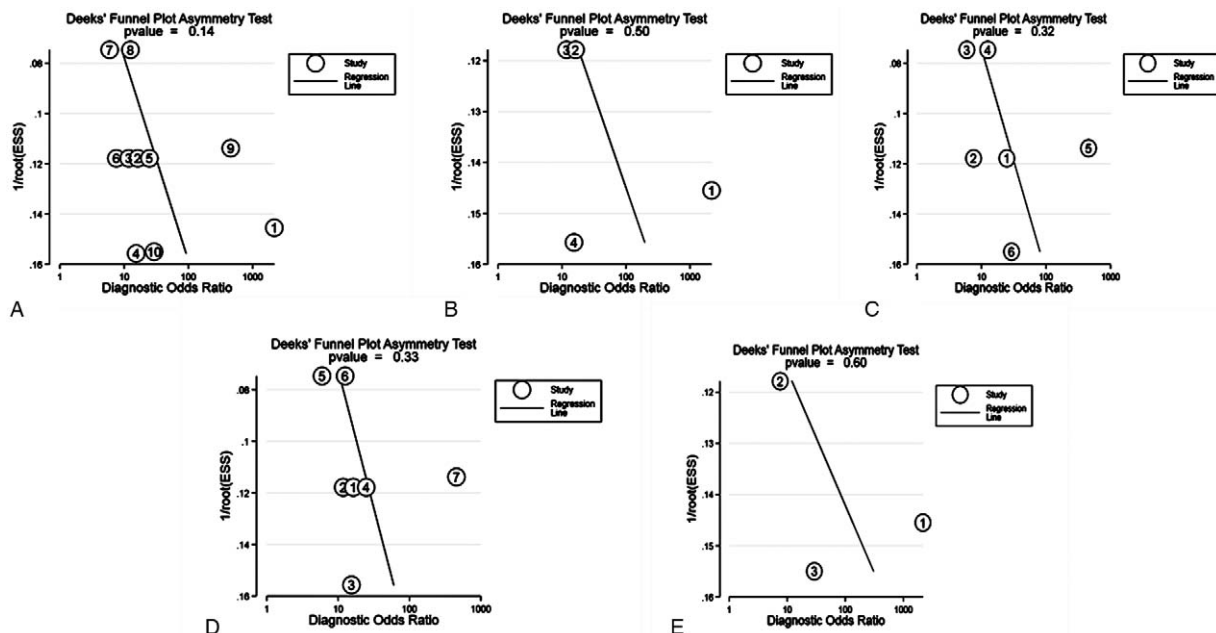 Deeks' Funnel Plot Asymmetry Test
pvalue = 0.14
1/root(ESS)
.08
.1
.12
.14
.16
7
8
6
3
2
5
9
1
4
10
1
10
100
1000
Diagnostic Odds Ratio
Study
Regression
Line
A
Deeks' Funnel Plot Asymmetry Test
pvalue = 0.50
1/root(ESS)
.12
.13
.14
.15
.16
3
2
1
4
1
10
100
1000
Diagnostic Odds Ratio
Study
Regression
Line
B
Deeks' Funnel Plot Asymmetry Test
pvalue = 0.32
1/root(ESS)
.08
.1
.12
.14
.16
3
4
2
1
5
6
1
10
100
1000
Diagnostic Odds Ratio
Study
Regression
Line
C
Deeks' Funnel Plot Asymmetry Test
pvalue = 0.33
1/root(ESS)
.08
.1
.12
.14
.16
5
6
2
1
4
7
3
1
10
100
1000
Diagnostic Odds Ratio
Study
Regression
Line
D
Deeks' Funnel Plot Asymmetry Test
pvalue = 0.60
1/root(ESS)
.12
.13
.14
.15
.16
2
1
3
1
10
100
1000
Diagnostic Odds Ratio
Study
Regression
Line
E